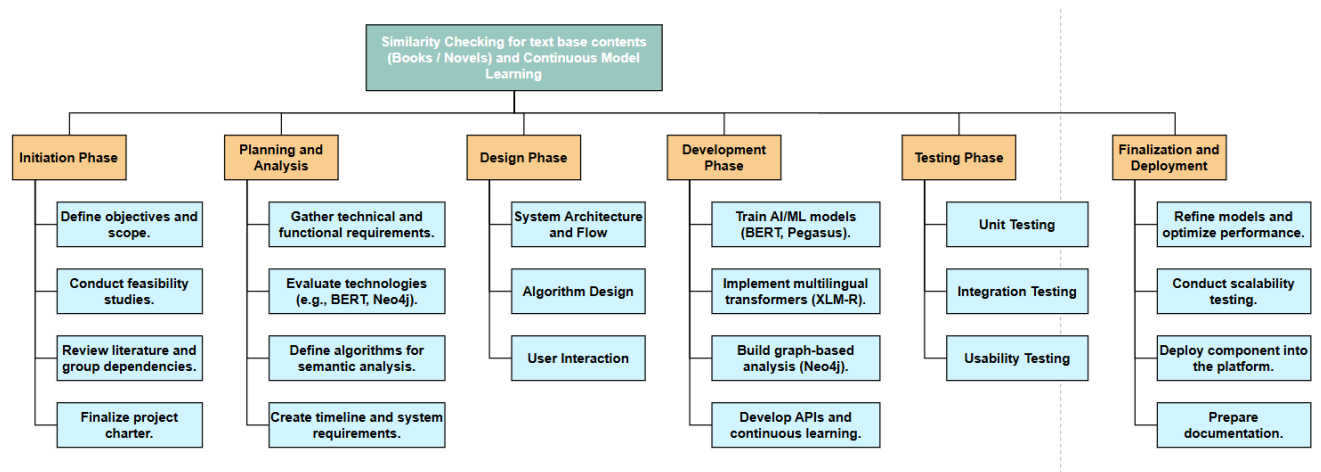 Similarity Checking for text base contents
(Books / Novels) and Continuous Model
Learning
Initiation Phase
Define objectives and
scope.
Conduct feasibility
studies.
Review literature and
group dependencies.
Finalize project
charter.
Planning and
Analysis
Gather technical and
functional requirements.
Evaluate technologies
(e.g., BERT, Neo4j).
Define algorithms for
semantic analysis.
Create timeline and system
requirements.
Design Phase
System Architecture
and Flow
Algorithm Design
User Interaction
Development
Phase
Train AI/ML models
(BERT, Pegasus).
Implement multilingual
transformers (XLM-R).
Build graph-based
analysis (Neo4j).
Develop APIs and
continuous learning.
Testing Phase
Unit Testing
Integration Testing
Usability Testing
Finalization and
Deployment
Refine models and
optimize performance.
Conduct scalability
testing.
Deploy component into
the platform.
Prepare
documentation.